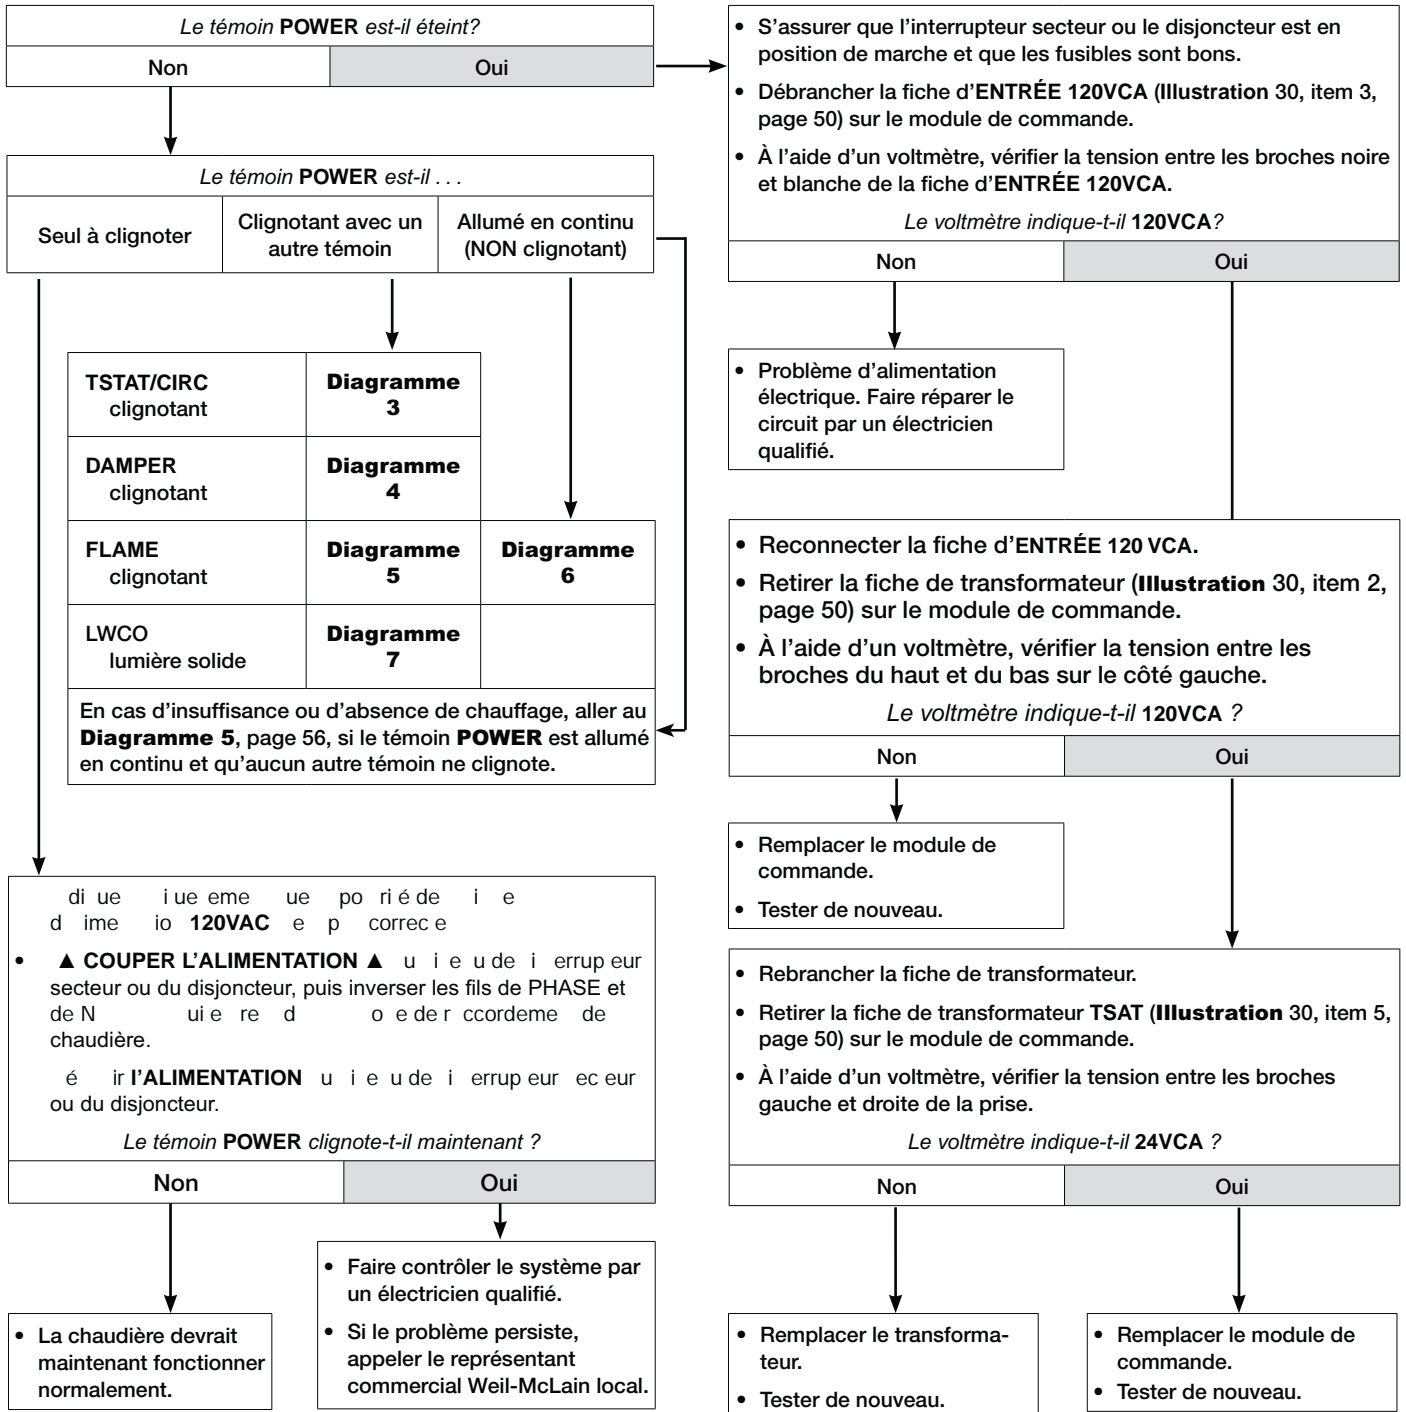 Le témoin POWER est-il éteint?
Non
Oui
Le témoin POWER est-il . . .
Seul à clignoter
Clignotant avec un
autre témoin
Allumé en continu
(NON clignotant)
TSTAT/CIRC
clignotant
Diagramme
3
DAMPER
clignotant
Diagramme
4
FLAME
clignotant
Diagramme
5
Diagramme
6
LWCO
lumière solide
Diagramme
7
En cas d'insuffisance ou d'absence de chauffage, aller au
Diagramme 5, page 56, si le témoin POWER est allumé
en continu et qu'aucun autre témoin ne clignote.
120VAC
▲ COUPER L'ALIMENTATION ▲
secteur ou du disjoncteur, puis inverser les fils de PHASE et
de
chaudière.
l'ALIMENTATION
ou du disjoncteur.
Le témoin POWER clignote-t-il maintenant ?
Non
Oui
• La chaudière devrait
maintenant fonctionner
normalement.
• Faire contrôler le système par
un électricien qualifié.
• Si le problème persiste,
appeler le représentant
commercial Weil-McLain local.
• S'assurer que l'interrupteur secteur ou le disjoncteur est en
position de marche et que les fusibles sont bons.
• Débrancher la fiche d'ENTRÉE 120VCA (Illustration 30, item 3,
page 50) sur le module de commande.
• À l'aide d'un voltmètre, vérifier la tension entre les broches noire
et blanche de la fiche d'ENTRÉE 120VCA.
Le voltmètre indique-t-il 120VCA?
Non
Oui
• Problème d'alimentation
électrique. Faire réparer le
circuit par un électricien
qualifié.
• Reconnecter la fiche d'ENTRÉE 120 VCA.
• Retirer la fiche de transformateur (Illustration 30, item 2,
page 50) sur le module de commande.
• À l'aide d'un voltmètre, vérifier la tension entre les
broches du haut et du bas sur le côté gauche.
Le voltmètre indique-t-il 120VCA ?
Non
Oui
• Remplacer le module de
commande.
• Tester de nouveau.
• Rebrancher la fiche de transformateur.
• Retirer la fiche de transformateur TSAT (Illustration 30, item 5,
page 50) sur le module de commande.
• À l'aide d'un voltmètre, vérifier la tension entre les broches
gauche et droite de la prise.
Le voltmètre indique-t-il 24VCA ?
Non
Oui
• Remplacer le transforma-
teur.
• Tester de nouveau.
• Remplacer le module de
commande.
• Tester de nouveau.